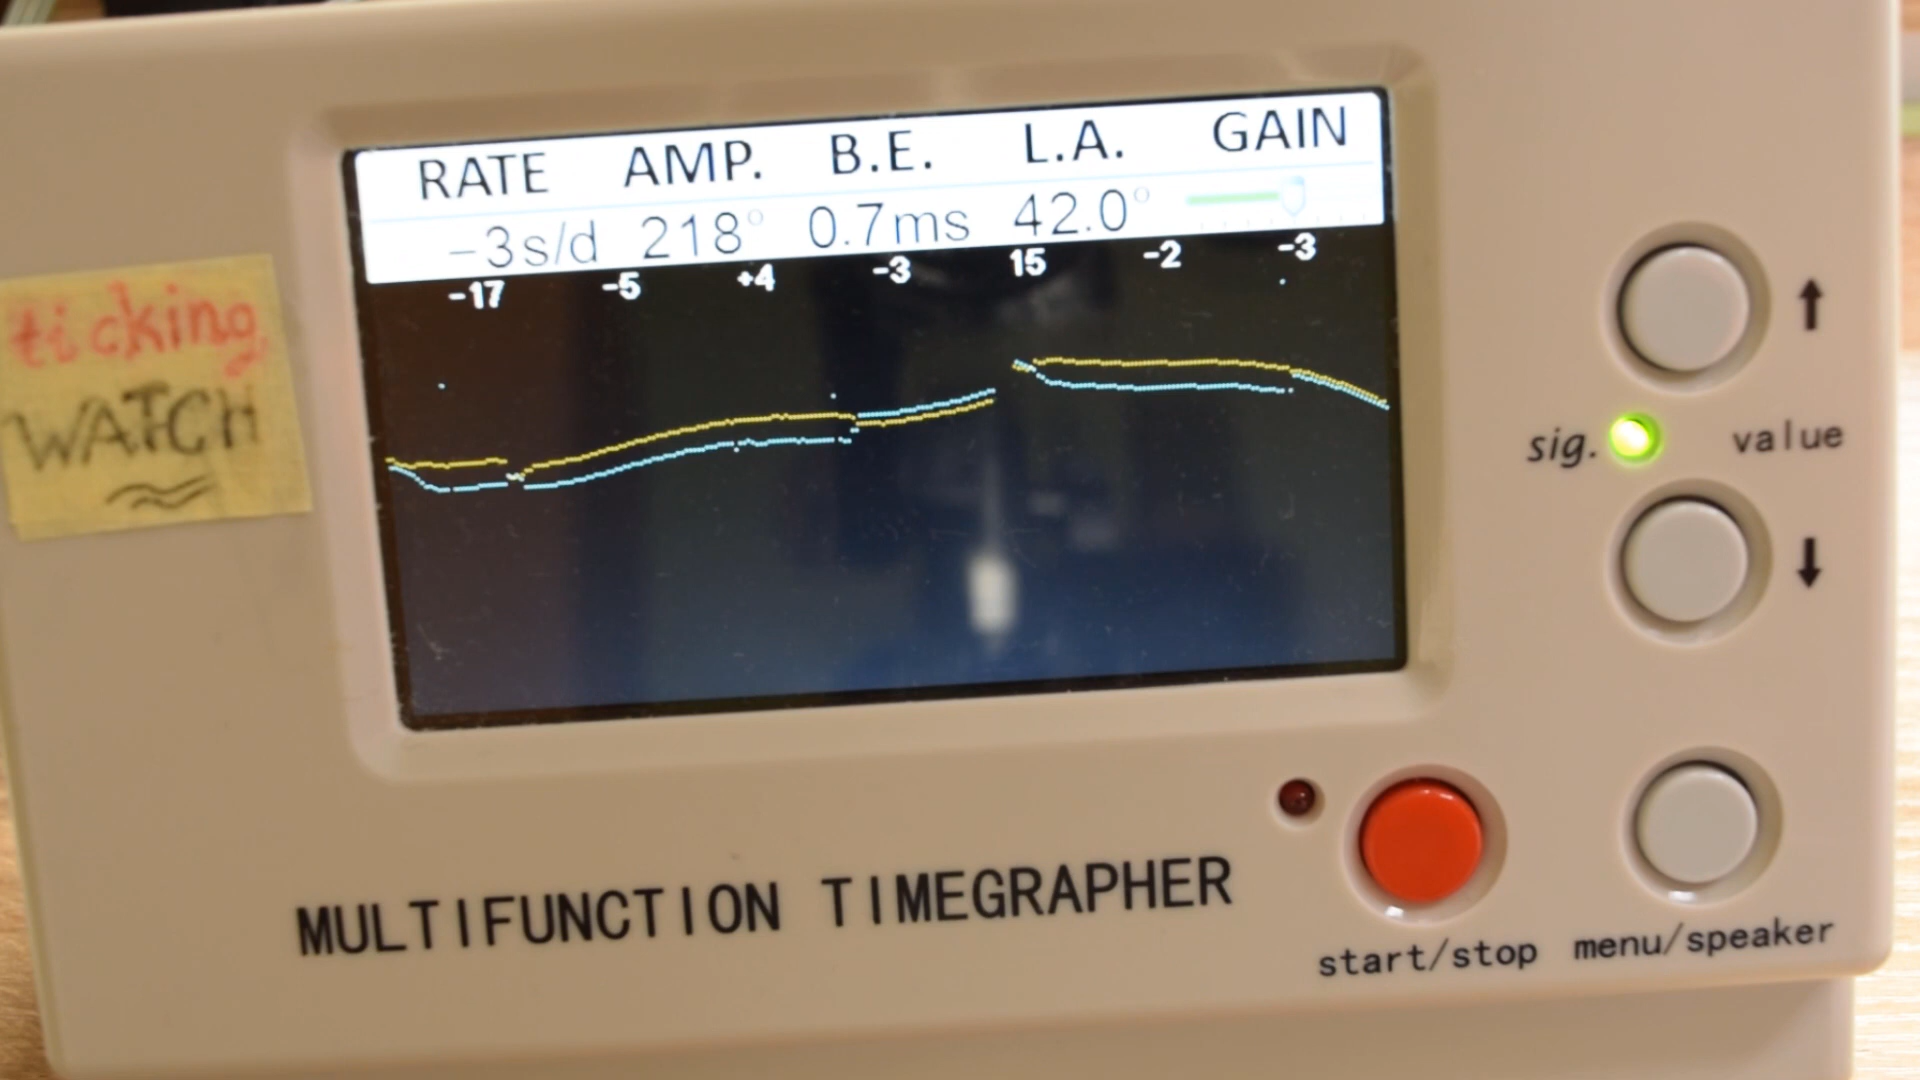 RATE AMP. B.E. L.A. GAIN
-3s/d 218° 0.7ms 42.0°
-17 -5 +4 -3 15 -2 -3
ticking
WATCH
sig. value
MULTIFUNCTION TIMEGRAPHER
start/stop menu/speaker